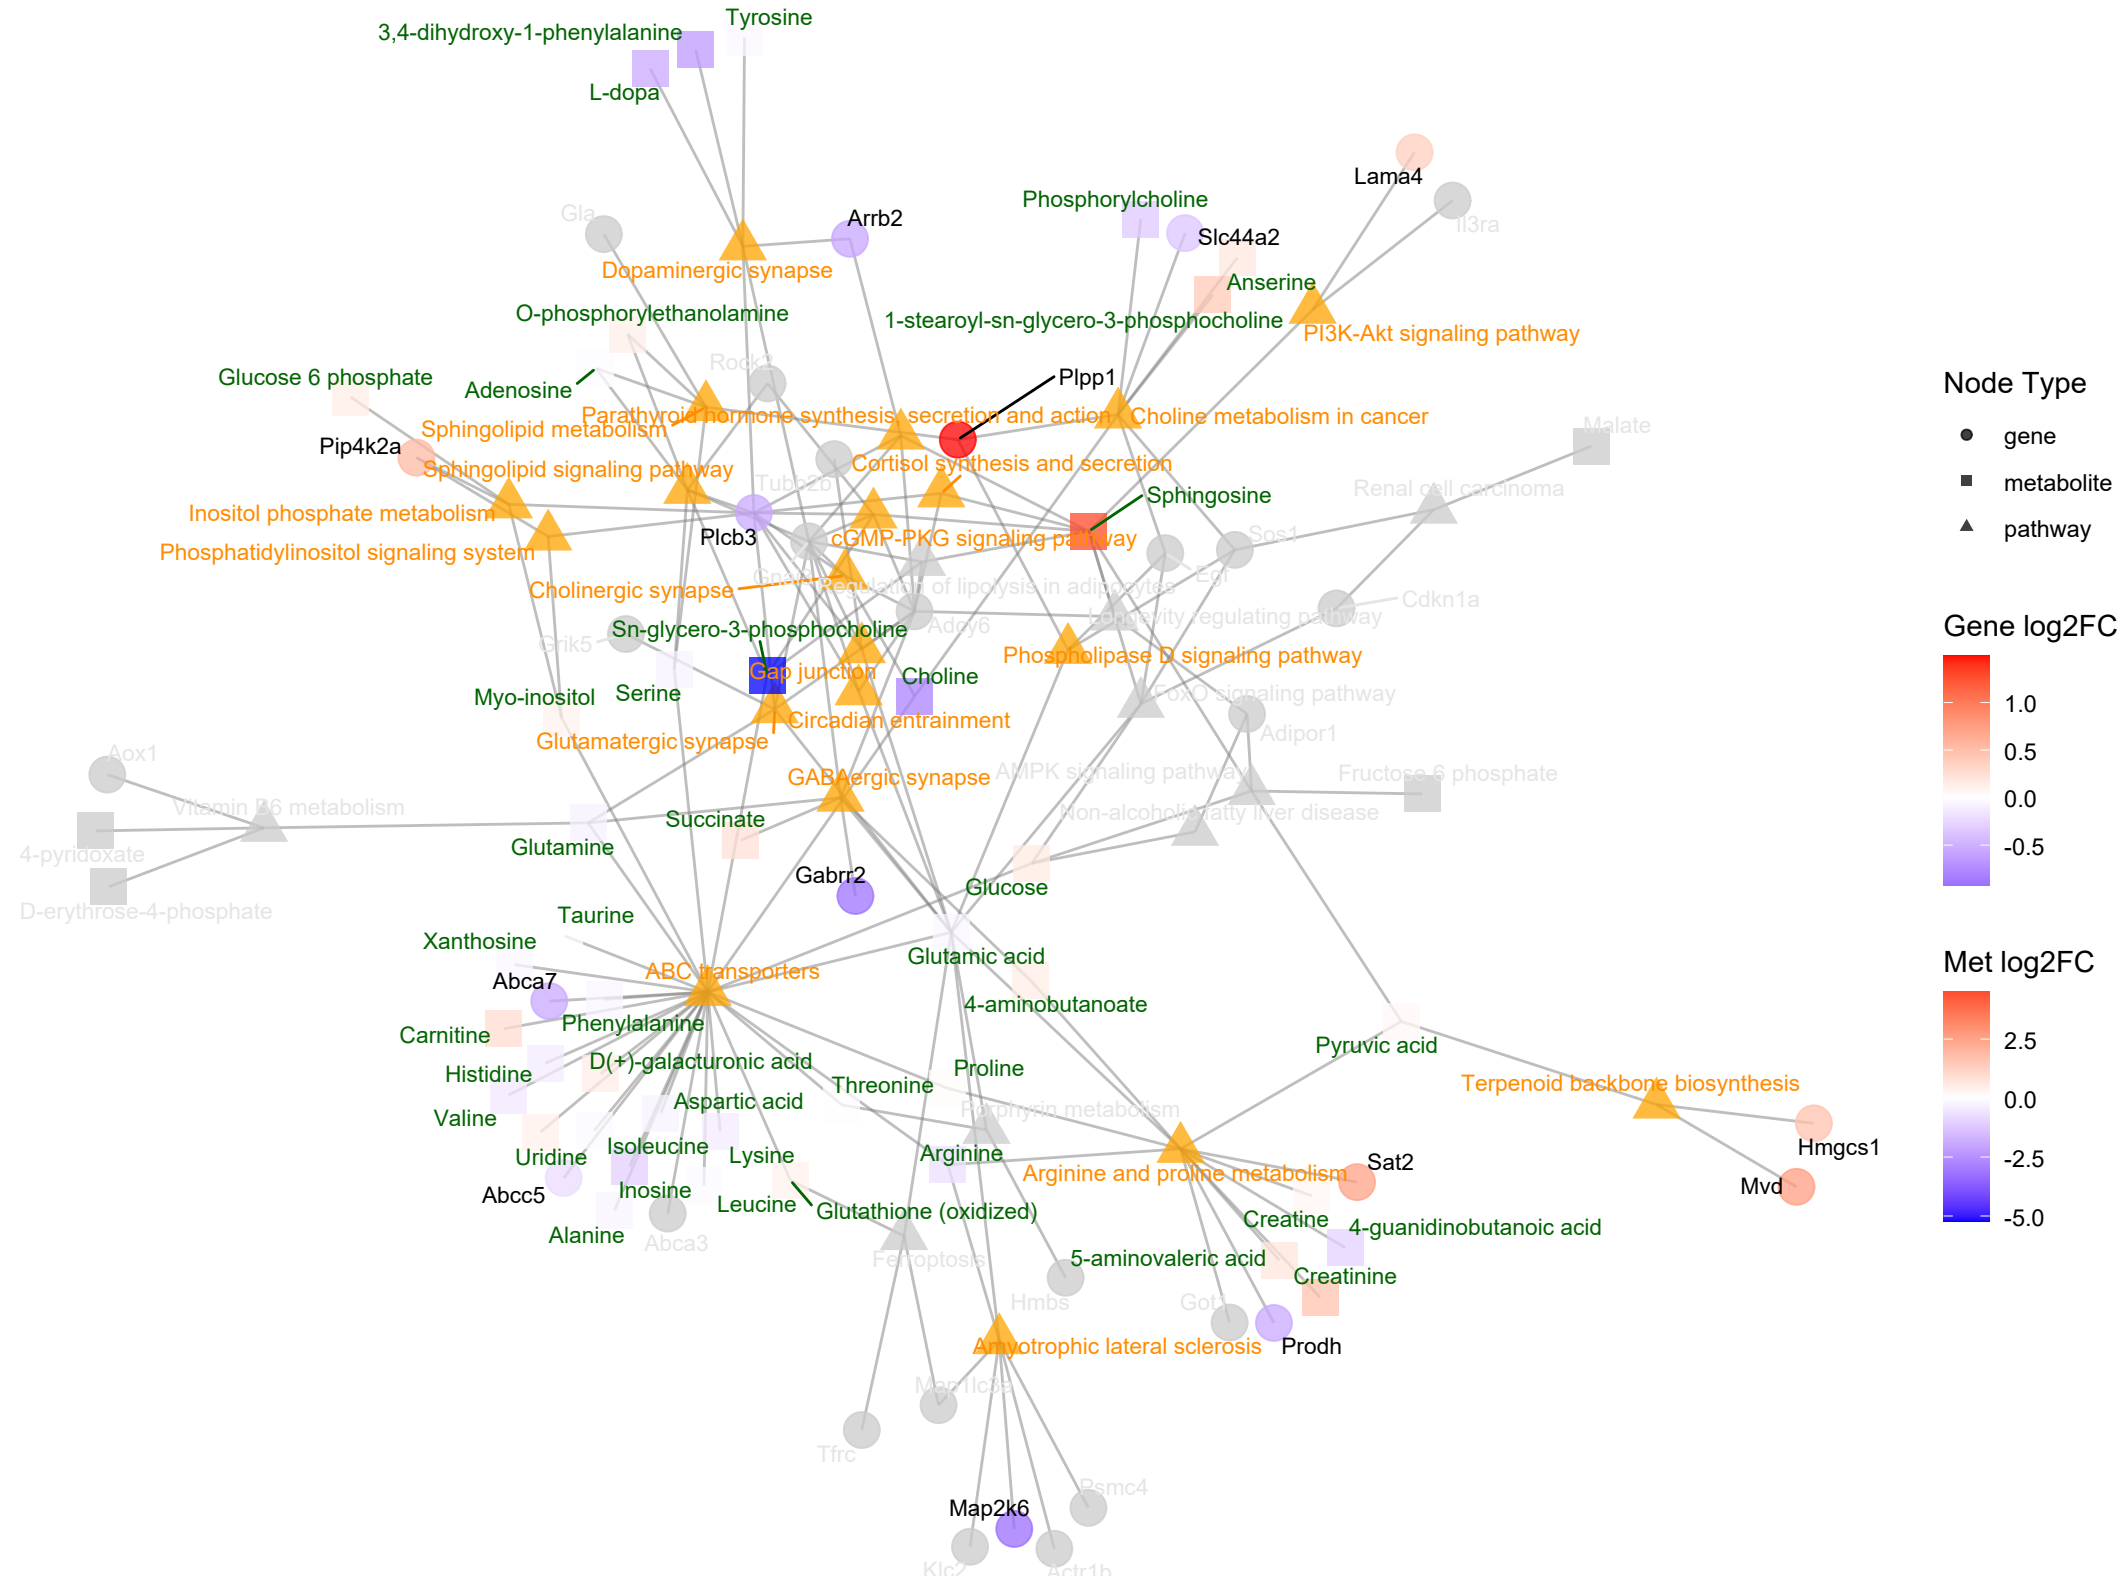 Tyrosine
3,4-dihydroxy-1-phenylalanine
L-dopa
Lama4
Phosphorylcholine
Gla
Arrb2
Il3ra
Slc44a2
Dopaminergic synapse
Anserine
O-phosphorylethanolamine
1-stearoyl-sn-glycero-3-phosphocholine
PI3K-Akt signaling pathway
Rock2
Glucose 6 phosphate
Adenosine
Plpp1
Parathyroid hormone synthesis, secretion and action
Choline metabolism in cancer
Sphingolipid metabolism
Malate
Pip4k2a
Sphingolipid signaling pathway
Cortisol synthesis and secretion
Tubb2b
Renal cell carcinoma
Sphingosine
Inositol phosphate metabolism
Plcb3
cGMP-PKG signaling pathway
Sos1
Phosphatidylinositol signaling system
Egf
Cholinergic synapse
Regulation of lipolysis in adipocytes
Cdkn1a
Longevity regulating pathway
Adcy6
Grik5
Sn-glycero-3-phosphocholine
Phospholipase D signaling pathway
Gap junction
Choline
Myo-inositol
Serine
FoxO signaling pathway
Circadian entrainment
Adipor1
Glutamatergic synapse
Aox1
GABAergic synapse
AMPK signaling pathway
Fructose 6 phosphate
Vitamin B6 metabolism
Non-alcoholic fatty liver disease
Succinate
Glutamine
4-pyridoxate
Gabrr2
Glucose
D-erythrose-4-phosphate
Taurine
Xanthosine
Glutamic acid
ABC transporters
Abca7
4-aminobutanoate
Phenylalanine
Carnitine
Pyruvic acid
D(+)-galacturonic acid
Proline
Histidine
Threonine
Terpenoid backbone biosynthesis
Aspartic acid
Porphyrin metabolism
Valine
Isoleucine
Hmgcs1
Uridine
Lysine
Arginine
Sat2
Arginine and proline metabolism
Mvd
Abcc5
Inosine
Leucine
Glutathione (oxidized)
Creatine
4-guanidinobutanoic acid
Alanine
Abca3
Ferroptosis
5-aminovaleric acid
Creatinine
Hmbs
Got1
Amyotrophic lateral sclerosis
Prodh
Map1lc3a
Tfrc
Psmc4
Map2k6
Klc2
Actr1b
Node Type
gene
metabolite
pathway
Gene log2FC
1.0
0.5
0.0
-0.5
Met log2FC
2.5
0.0
-2.5
-5.0